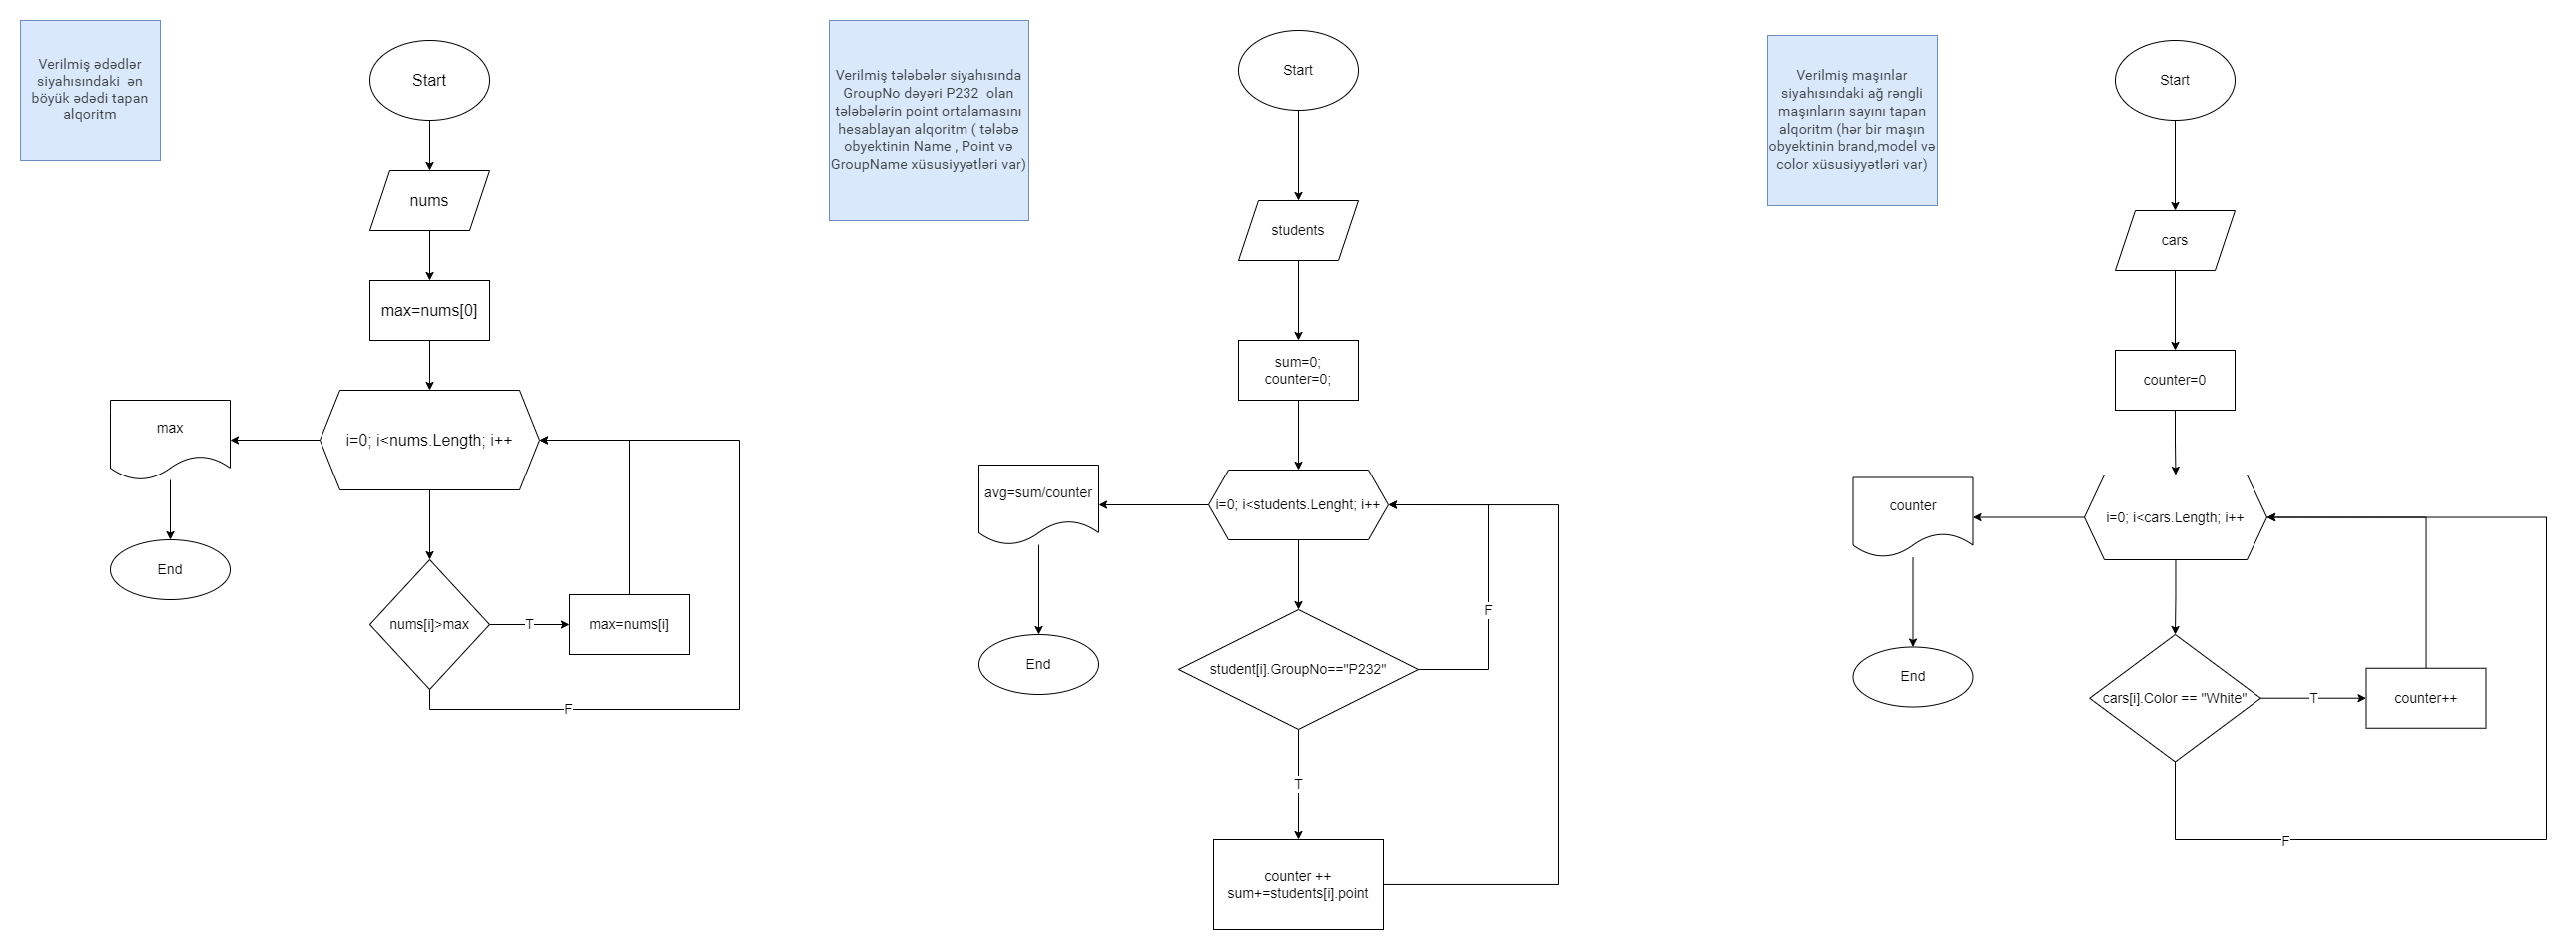 Verilmiş ədədlər
siyahısındaki  ən
böyük ədədi tapan
alqoritm
Start
nums
max=nums[0]
i=0; i<nums.Length; i++
max
End
nums[i]>max
T
max=nums[i]
F
Verilmiş tələbələr siyahısında
GroupNo dəyəri P232  olan
tələbələrin point ortalamasını
hesablayan alqoritm ( tələbə
obyektinin Name , Point və
GroupName xüsusiyyətləri var)
Start
students
sum=0;
counter=0;
i=0; i<students.Lenght; i++
avg=sum/counter
End
F
student[i].GroupNo=="P232"
T
counter ++
sum+=students[i].point
Verilmiş maşınlar
siyahısındaki ağ rəngli
maşınların sayını tapan
alqoritm (hər bir maşın
obyektinin brand,model və
color xüsusiyyətləri var)
Start
cars
counter=0
i=0; i<cars.Length; i++
counter
End
cars[i].Color == "White"
T
counter++
F